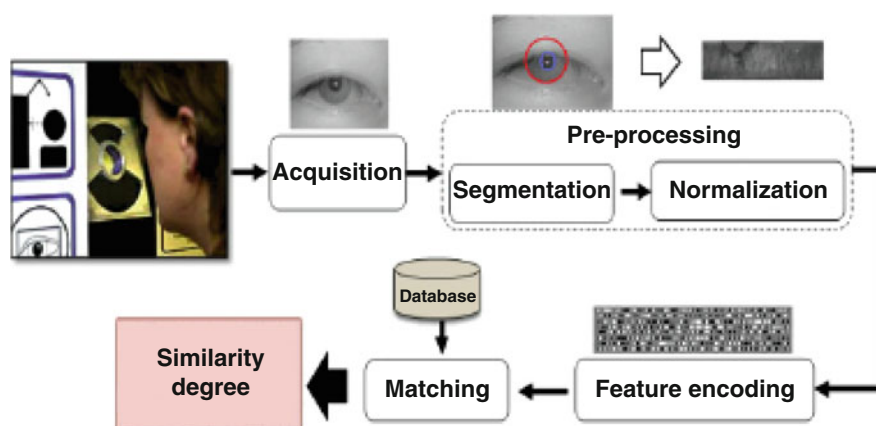 Pre-processing
Acquisition
Segmentation
Normalization
Database
Similarity
degree
Matching
Feature encoding